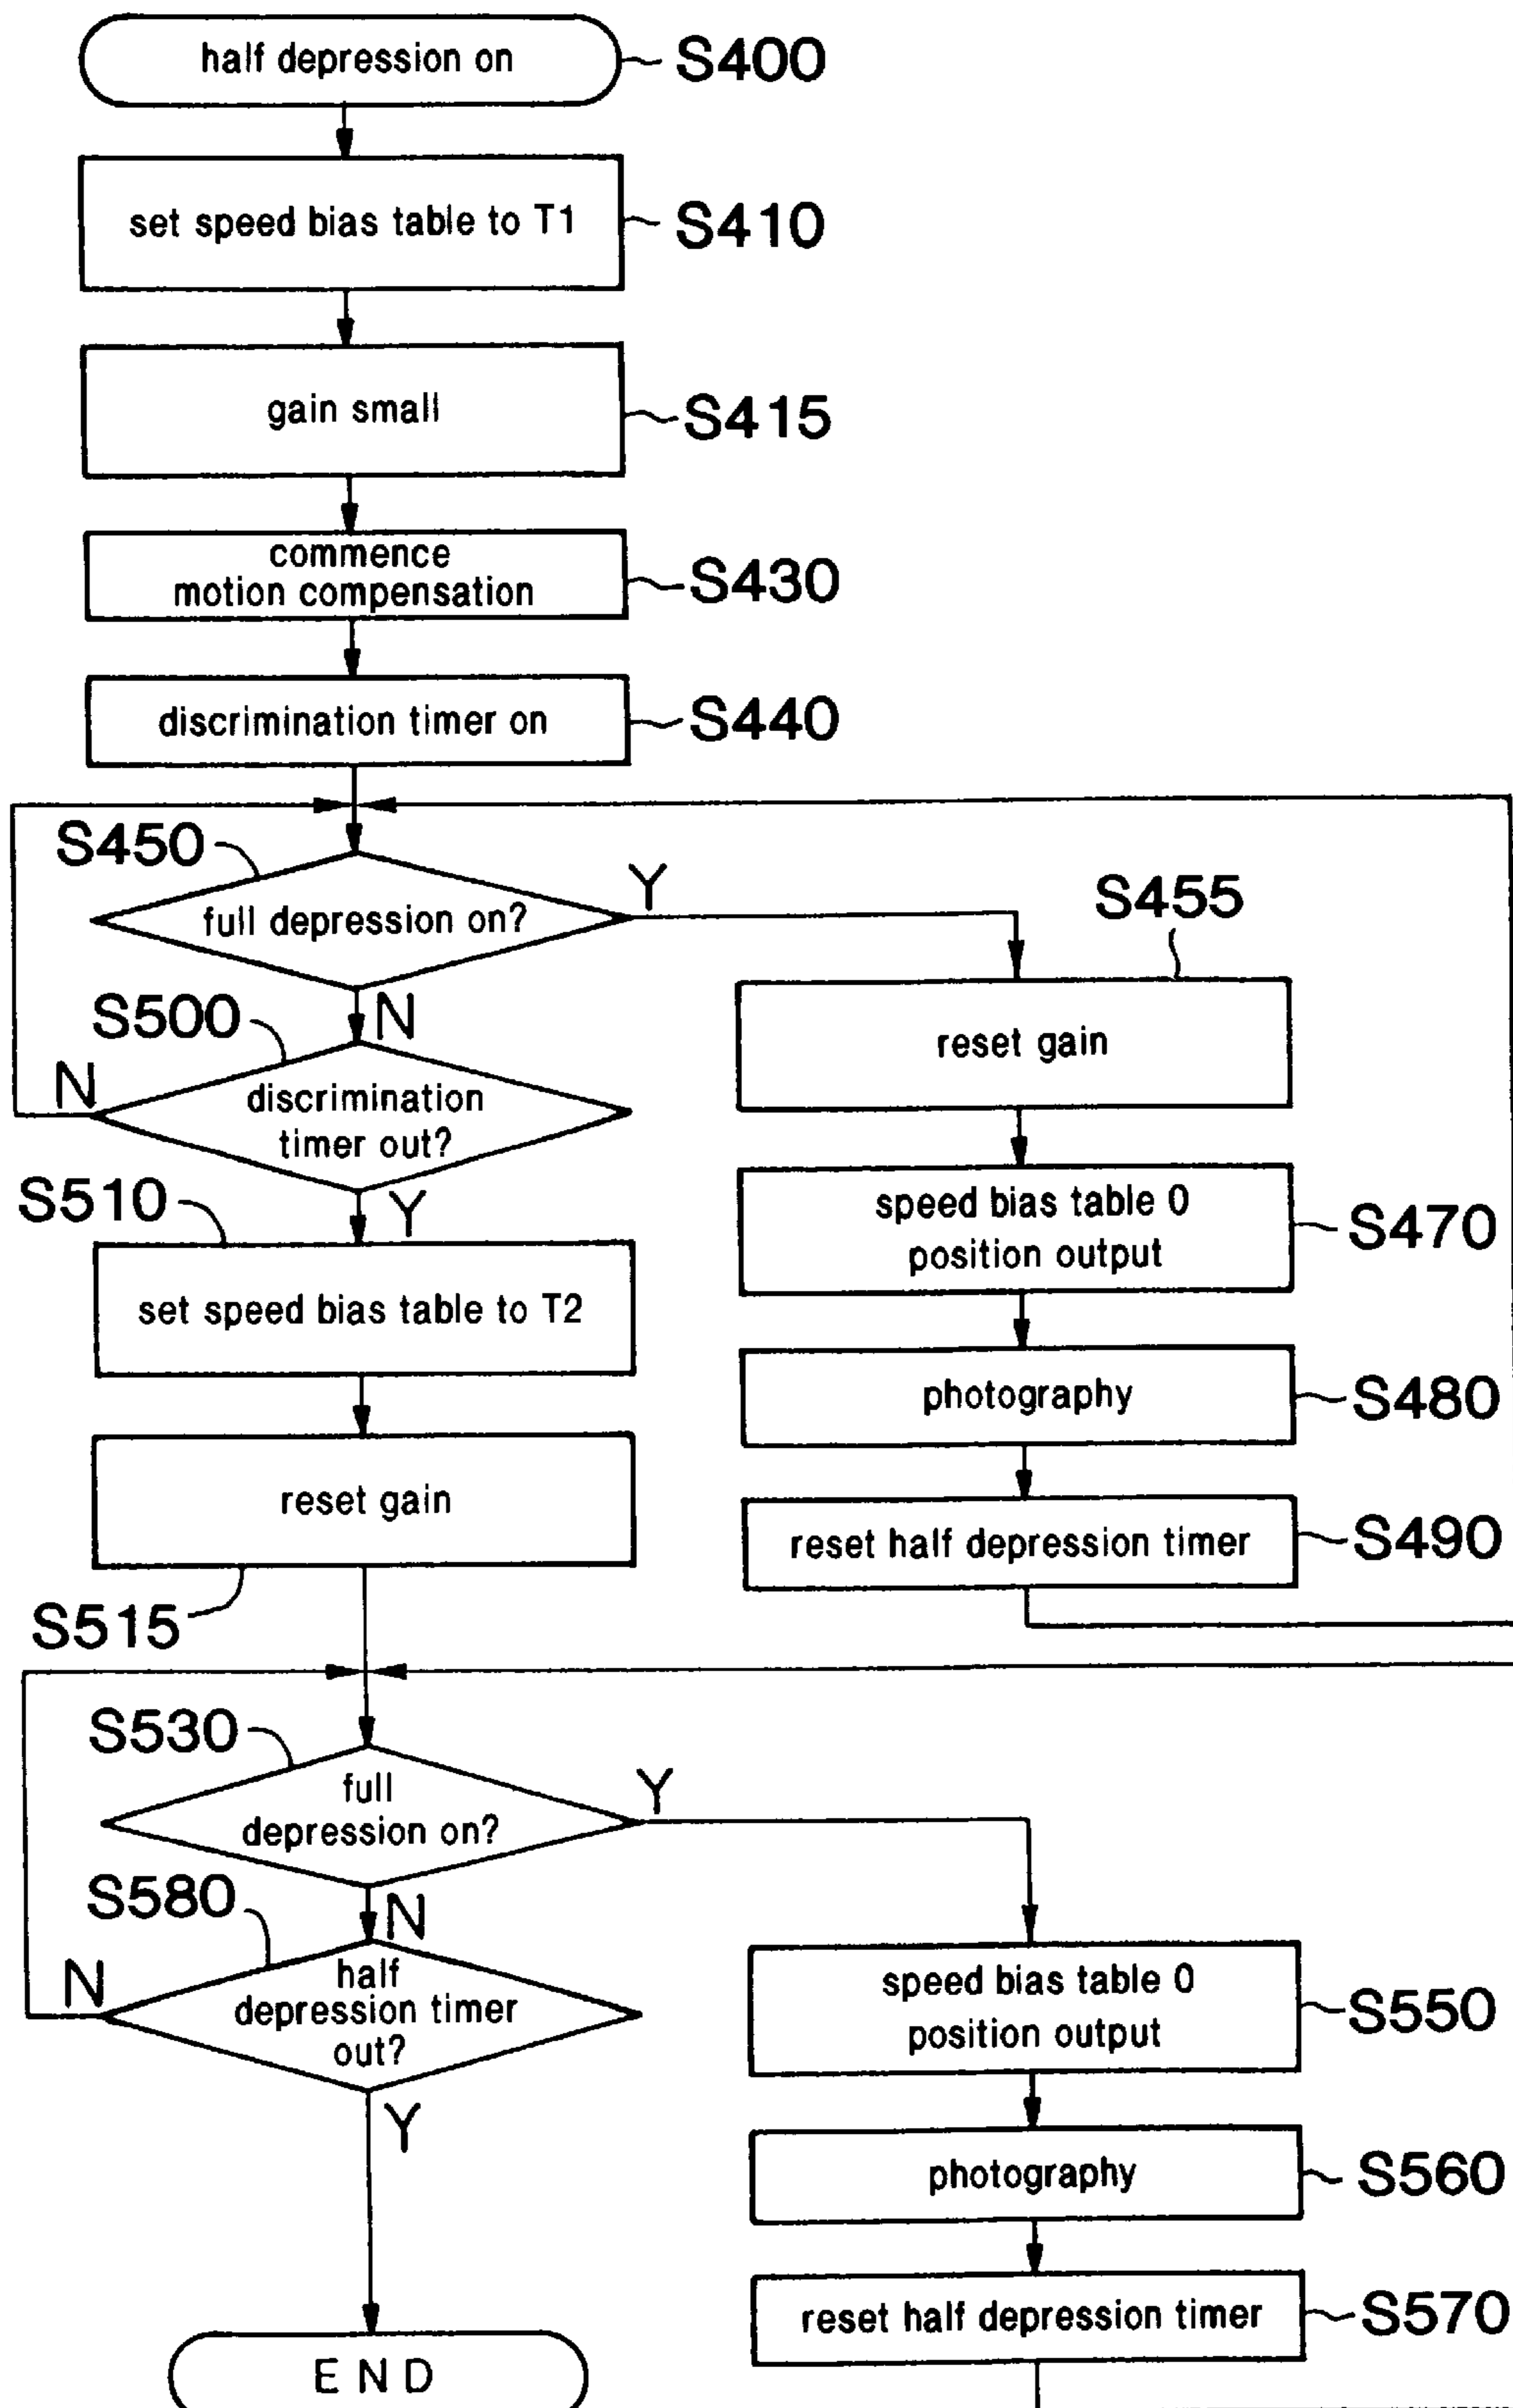 half depression on
S400
set speed bias table to T1
S410
gain small
S415
commence
motion compensation
S430
discrimination timer on
S440
S450
full depression on?
Y
N
S455
reset gain
S500
discrimination
timer out?
N
Y
speed bias table 0
position output
S470
S510
set speed bias table to T2
photography
S480
reset gain
S515
reset half depression timer
S490
S530
full
depression on?
Y
N
S580
half
depression timer
out?
N
Y
speed bias table 0
position output
S550
photography
S560
reset half depression timer
S570
END